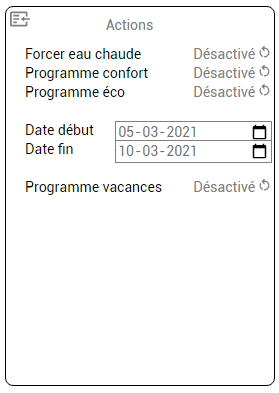 Actions
Forcer eau chaude Désactivé
Programme confort Désactivé
Programme éco Désactivé
Date début 05-03-2021
Date fin 10-03-2021
Programme vacances Désactivé